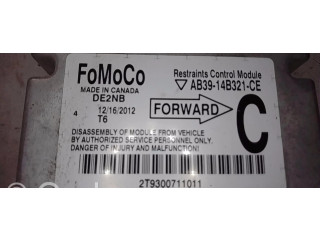 FoMoCo
MADE IN CANADA
DE2NB
4 12/16/2012
T6
Restraints Control Module
▽ AB39-14B321-CE
FORWARD
C
DISASSEMBLY OF MODULE FROM VEHICLE
BY AUTHORIZED SERVICE PERSONNEL ONLY.
DANGER OF INJURY AND MALFUNCTION!
2T9300711011